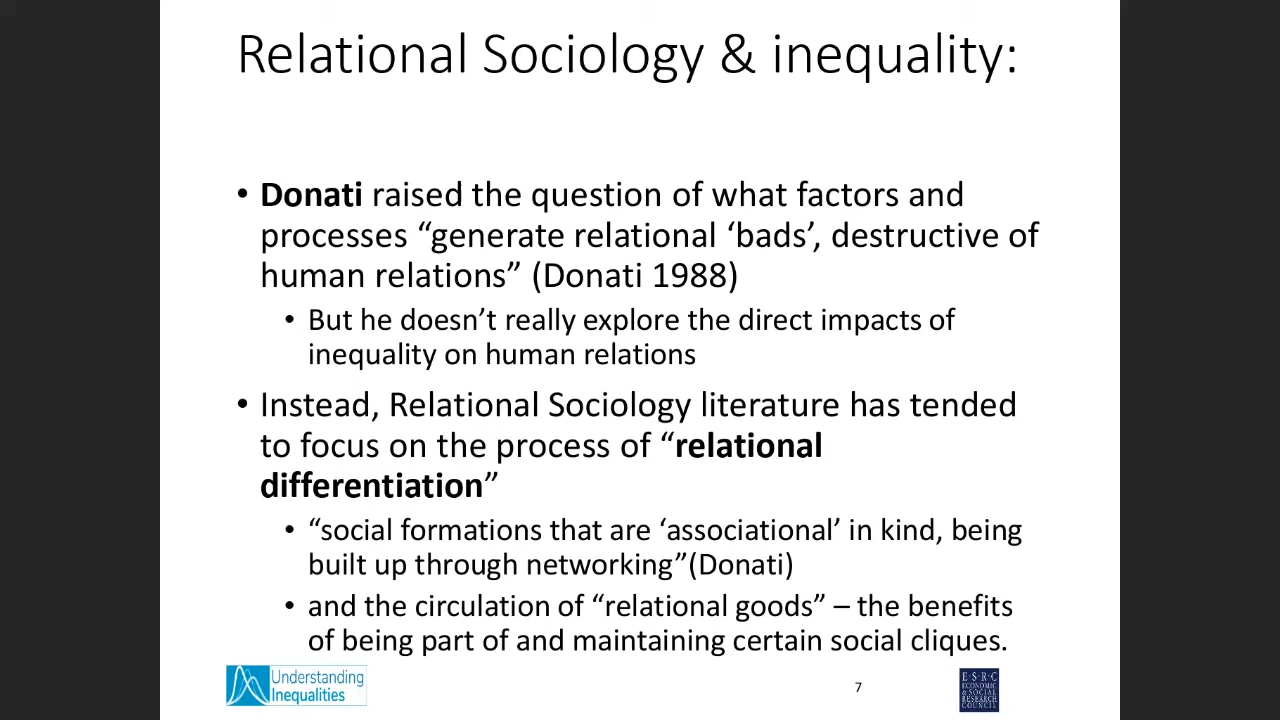 Relational Sociology & inequality:
• Donati raised the question of what factors and
processes “generate relational ‘bads’, destructive of
human relations” (Donati 1988)
• But he doesn’t really explore the direct impacts of
inequality on human relations
• Instead, Relational Sociology literature has tended
to focus on the process of “relational
differentiation”
• “social formations that are ‘associational’ in kind, being
built up through networking”(Donati)
• and the circulation of “relational goods” – the benefits
of being part of and maintaining certain social cliques.
Understanding
Inequalities
7
E·S·R·C
ECONOMIC
& SOCIAL
RESEARCH
COUNCIL